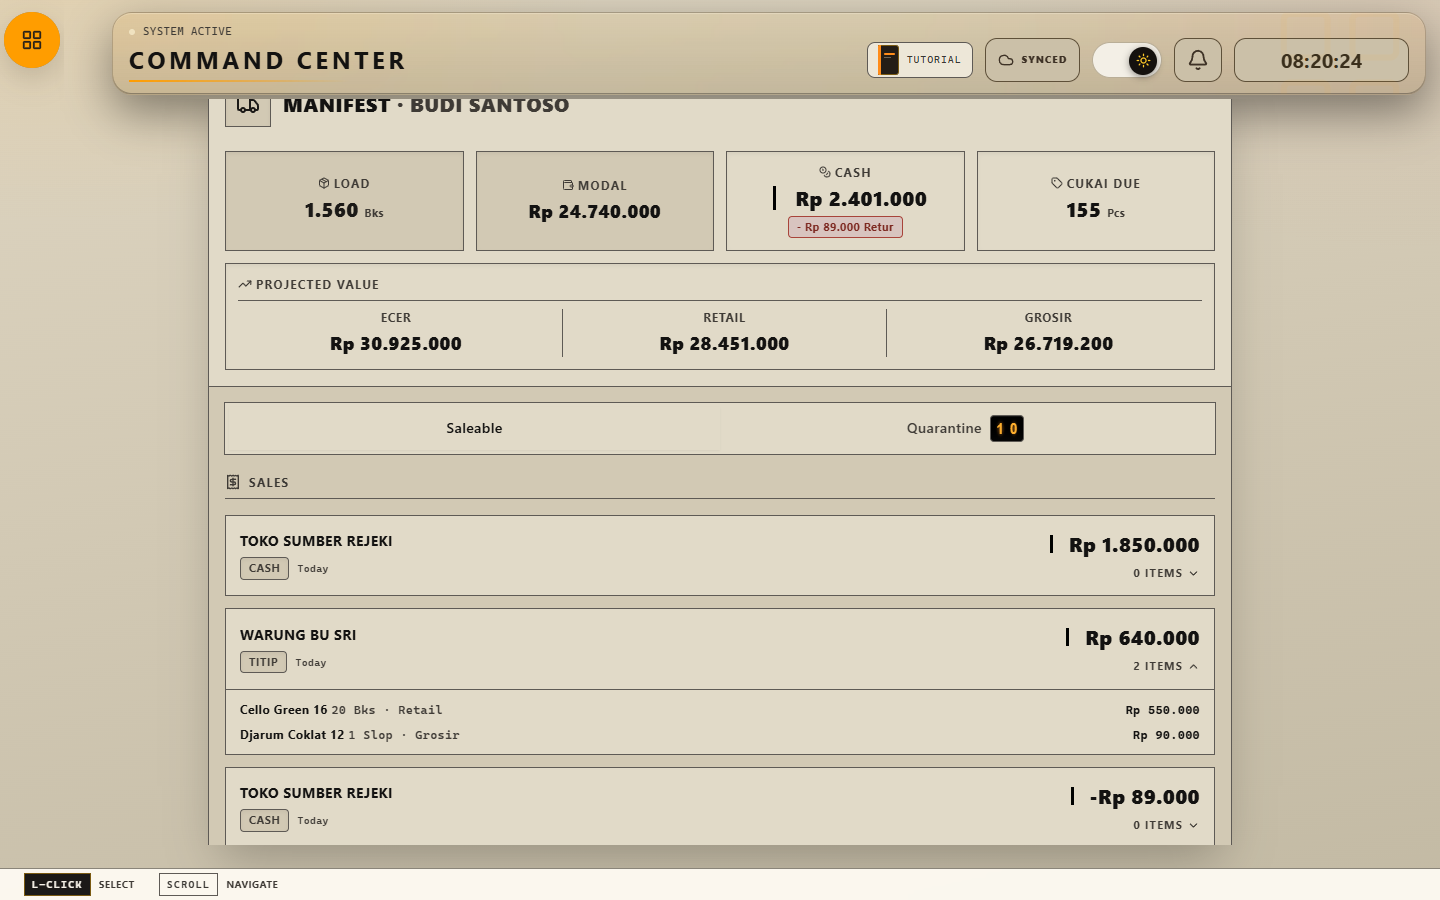 SYSTEM ACTIVE
COMMAND CENTER
TUTORIAL
SYNCED
08:20:24
MANIFEST · BUDI SANTOSO
LOAD
1.560 Bks
MODAL
Rp 24.740.000
CASH
Rp 2.401.000
- Rp 89.000 Retur
CUKAI DUE
155 Pcs
PROJECTED VALUE
ECER
Rp 30.925.000
RETAIL
Rp 28.451.000
GROSIR
Rp 26.719.200
Saleable
Quarantine 10
SALES
TOKO SUMBER REJEKI
Rp 1.850.000
CASH Today
0 ITEMS
WARUNG BU SRI
Rp 640.000
TITIP Today
2 ITEMS
Cello Green 16 20 Bks · Retail Rp 550.000
Djarum Coklat 12 1 Slop · Grosir Rp 90.000
TOKO SUMBER REJEKI
-Rp 89.000
CASH Today
0 ITEMS
L-CLICK SELECT SCROLL NAVIGATE